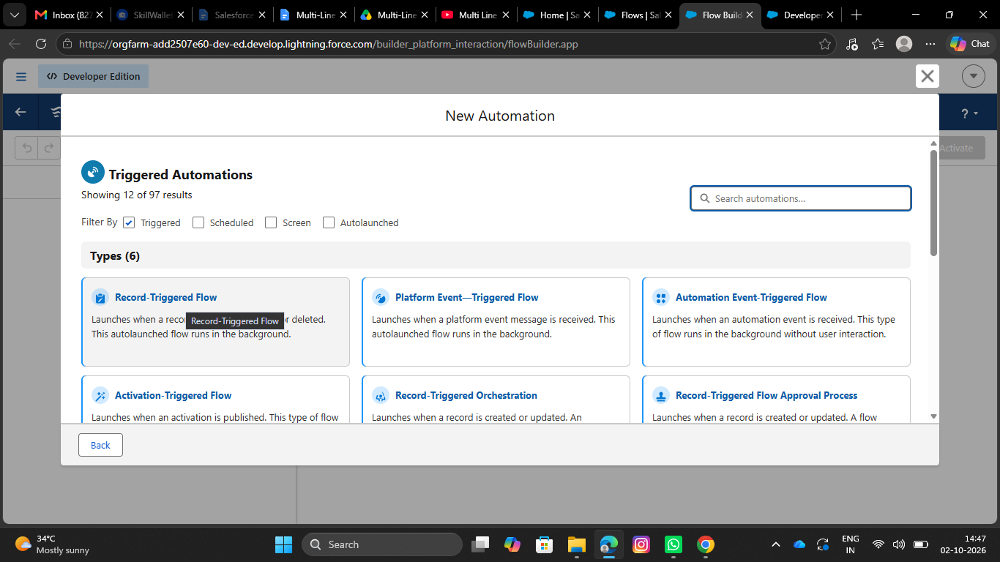 Inbox (827
SkillWallet
Salesforce
Multi-Line
Multi-Line
Multi Line
Home | Sa
Flows | Sal
Flow Build
Developer
https://orgfarm-add2507e60-dev-ed.develop.lightning.force.com/builder_platform_interaction/flowBuilder.app
Chat
</> Developer Edition
New Automation
?
Activate
Triggered Automations
Showing 12 of 97 results
Search automations...
Filter By Triggered Scheduled Screen Autolaunched
Types (6)
Record-Triggered Flow
Launches when a recor r deleted.
This autolaunched flow runs in the background.
Record-Triggered Flow
Platform Event—Triggered Flow
Launches when a platform event message is received. This
autolaunched flow runs in the background.
Automation Event-Triggered Flow
Launches when an automation event is received. This type
of flow runs in the background without user interaction.
Activation-Triggered Flow
Launches when an activation is published. This type of flow
Record-Triggered Orchestration
Launches when a record is created or updated. An
Record-Triggered Flow Approval Process
Launches when a record is created or updated. A flow
Back
34°C
Mostly sunny
Search
ENG
IN
14:47
02-10-2026